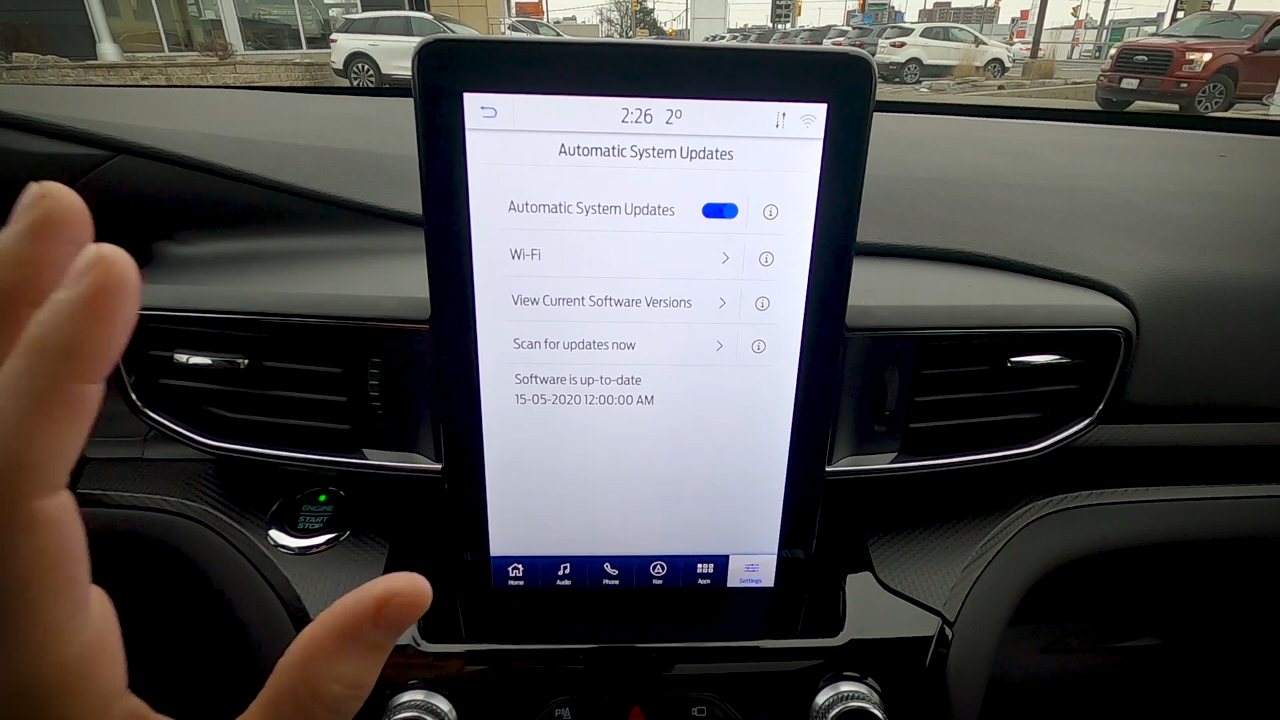 2:26 2°
Automatic System Updates
Automatic System Updates
Wi-Fi
View Current Software Versions
Scan for updates now
Software is up-to-date
15-05-2020 12:00:00 AM
Home Audio Phone Nav Apps Settings
ENGINE
START
STOP